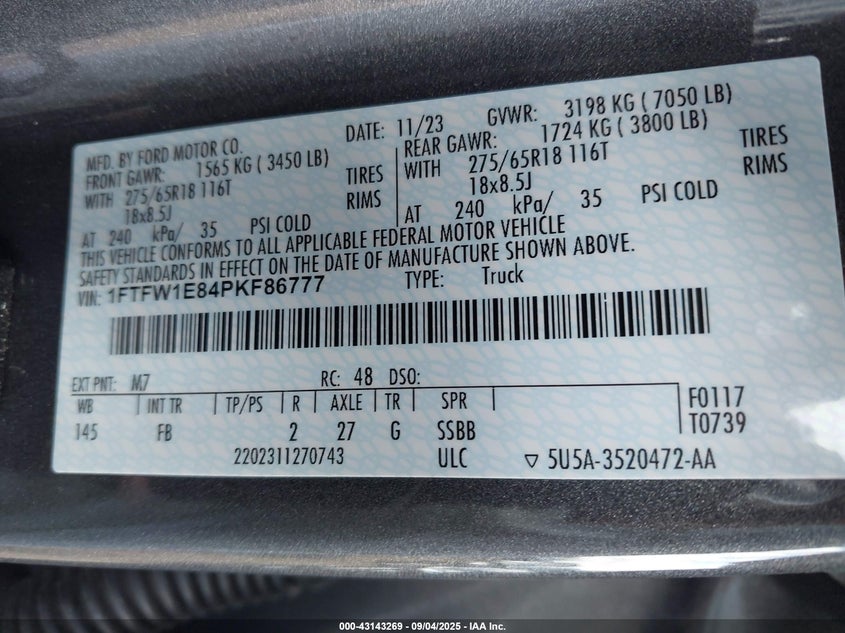 MFD. BY FORD MOTOR CO.
DATE: 11/23
GVWR: 3198 KG ( 7050 LB)
FRONT GAWR: 1565 KG ( 3450 LB)
REAR GAWR: 1724 KG ( 3800 LB)
WITH 275/65R18 116T TIRES
WITH 275/65R18 116T TIRES
18x8.5J RIMS
18x8.5J RIMS
AT 240 kPa/ 35 PSI COLD
AT 240 kPa/ 35 PSI COLD
THIS VEHICLE CONFORMS TO ALL APPLICABLE FEDERAL MOTOR VEHICLE
SAFETY STANDARDS IN EFFECT ON THE DATE OF MANUFACTURE SHOWN ABOVE.
VIN: 1FTFW1E84PKF86777 TYPE: Truck
EXT PNT: M7 RC: 48 DSO:
WB INT TR TP/PS R AXLE TR SPR
145 FB 2 27 G SSBB
F0117
T0739
2202311270743 ULC ▽ 5U5A-3520472-AA
000-43143269 - 09/04/2025 - IAA Inc.